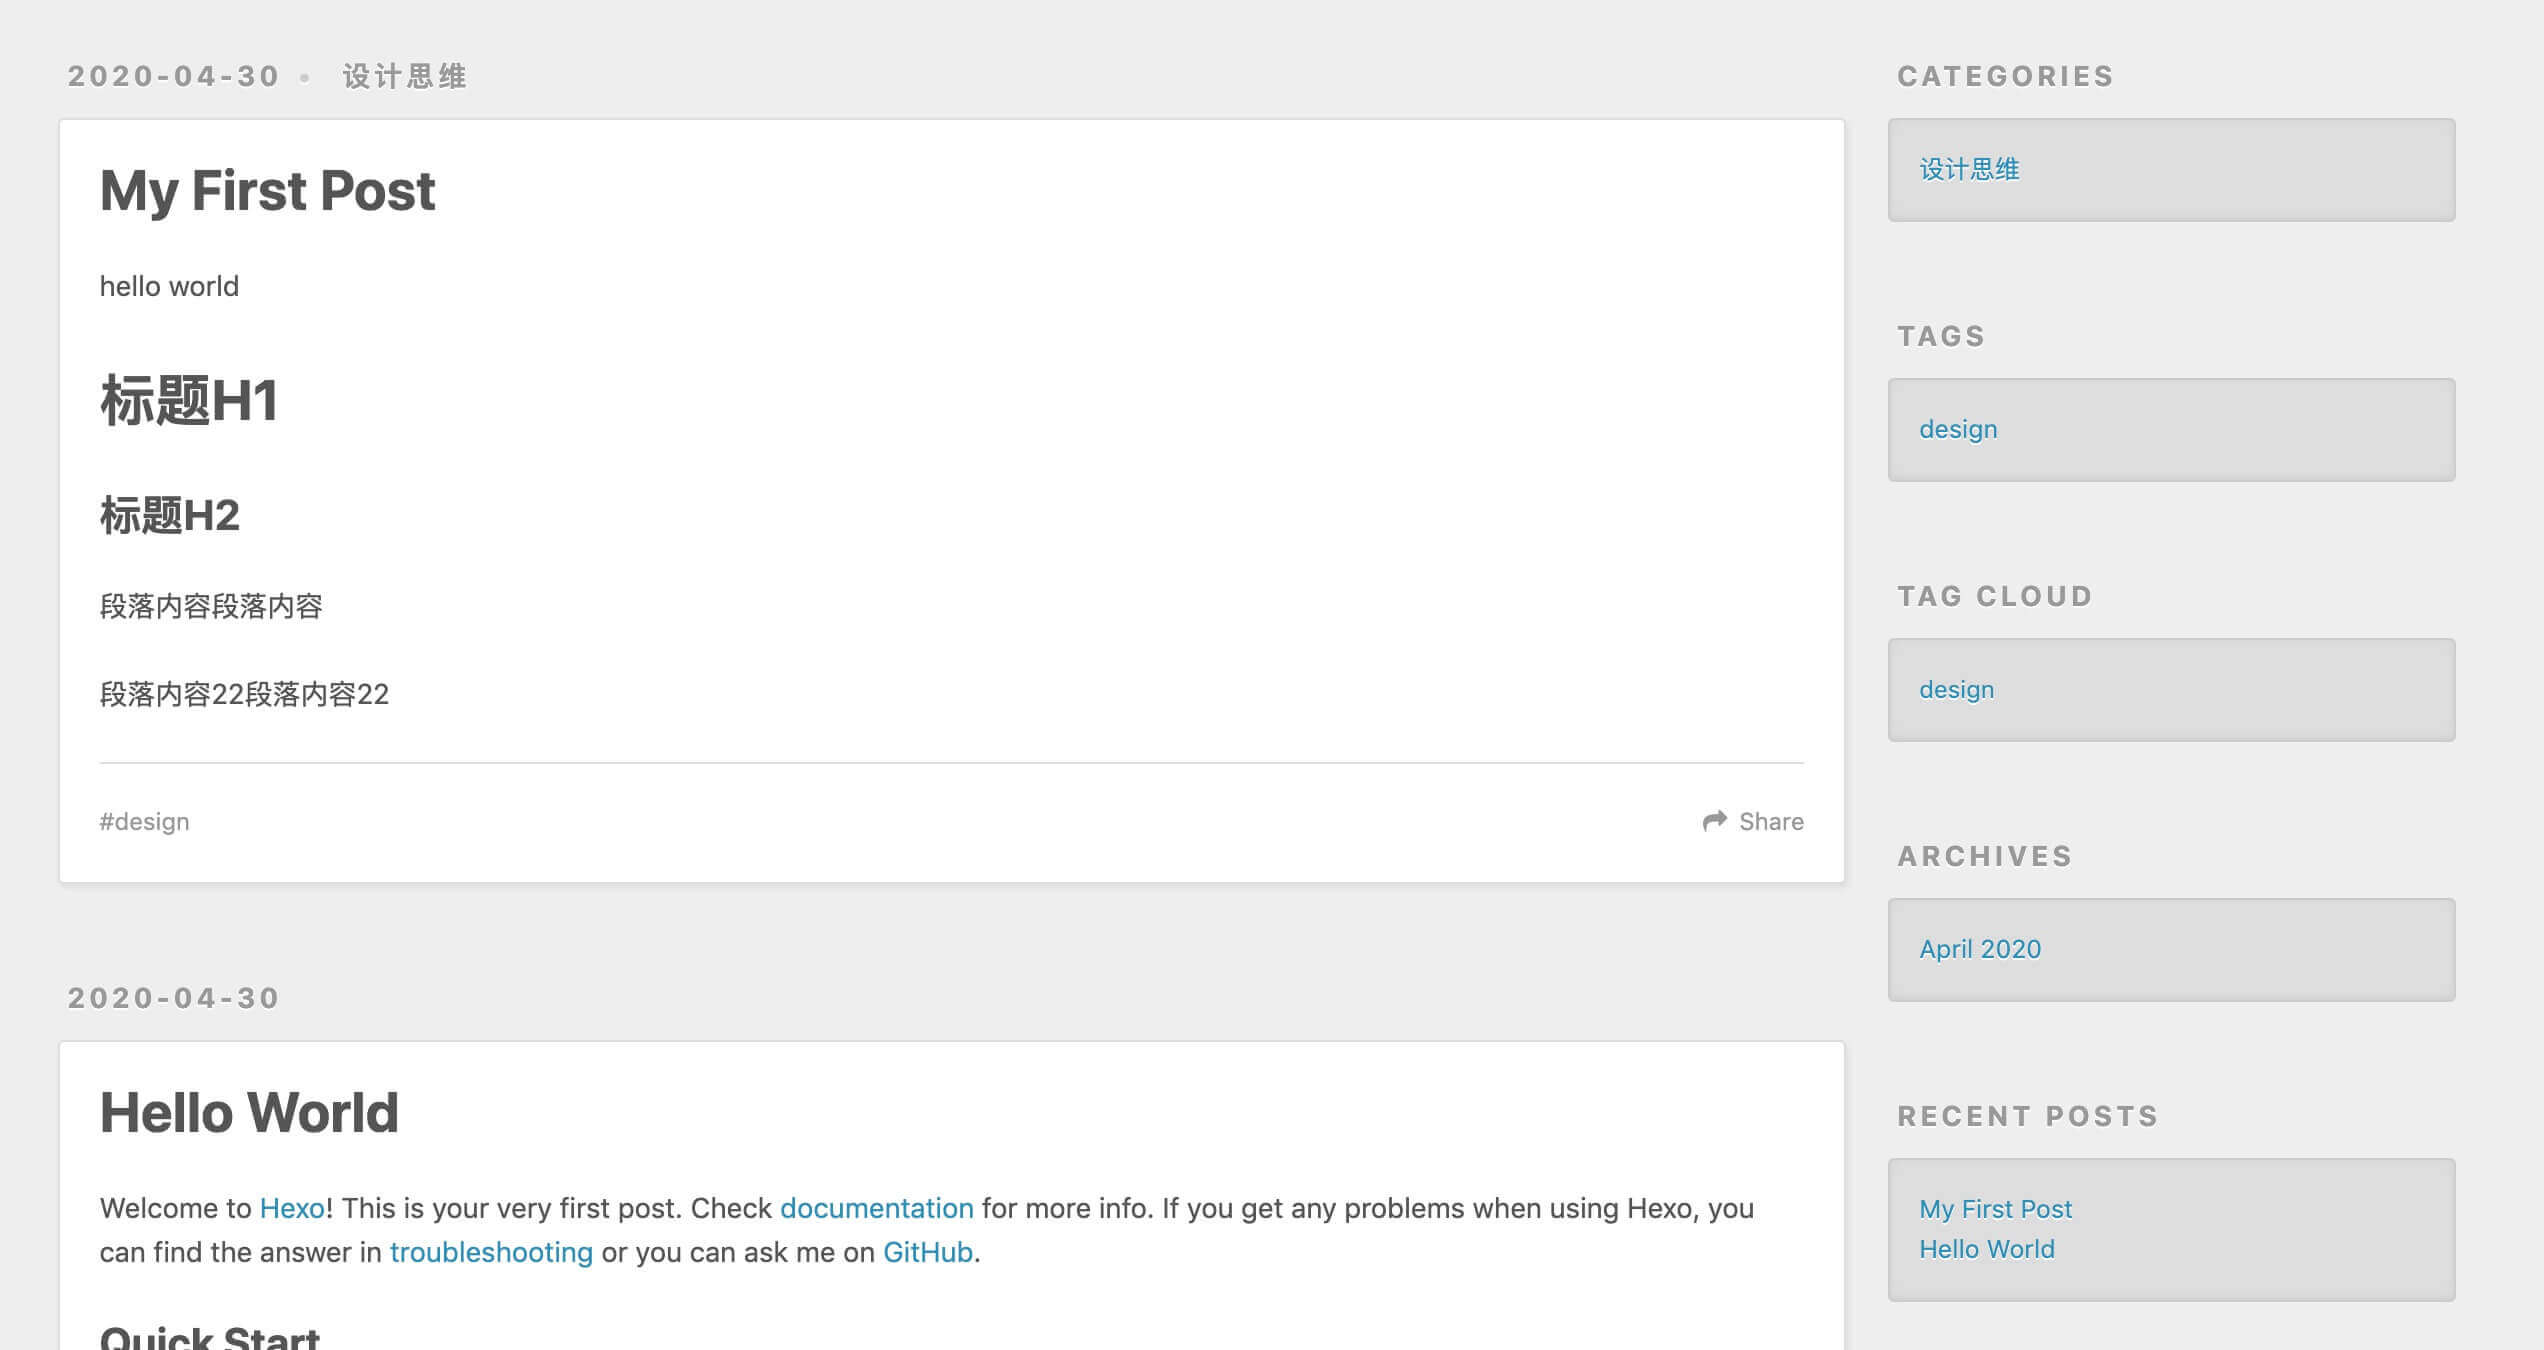 2020-04-30 • 设计思维
My First Post
hello world
标题H1
标题H2
段落内容段落内容
段落内容22段落内容22
#design
Share
2020-04-30
Hello World
Welcome to Hexo! This is your very first post. Check documentation for more info. If you get any problems when using Hexo, you
can find the answer in troubleshooting or you can ask me on GitHub.
Quick Start
CATEGORIES
设计思维
TAGS
design
TAG CLOUD
design
ARCHIVES
April 2020
RECENT POSTS
My First Post
Hello World